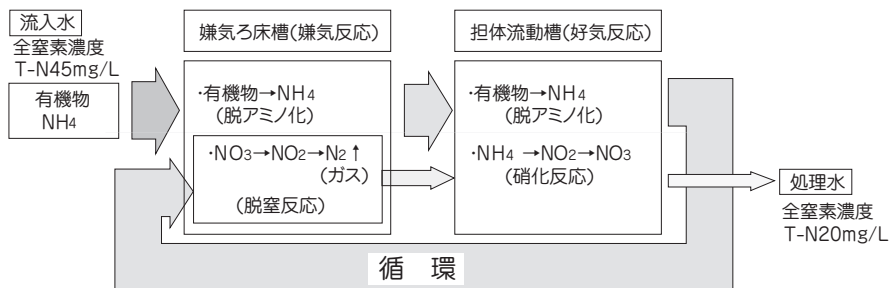 流入水
全窒素濃度
T-N45mg/L
有機物
NH4
嫌気ろ床槽(嫌気反応)
・有機物→NH4
(脱アミノ化)
・NO3→NO2→N2↑
(ガス)
(脱窒反応)
担体流動槽(好気反応)
・有機物→NH4
(脱アミノ化)
・NH4 →NO2→NO3
(硝化反応)
処理水
全窒素濃度
T-N20mg/L
循 環